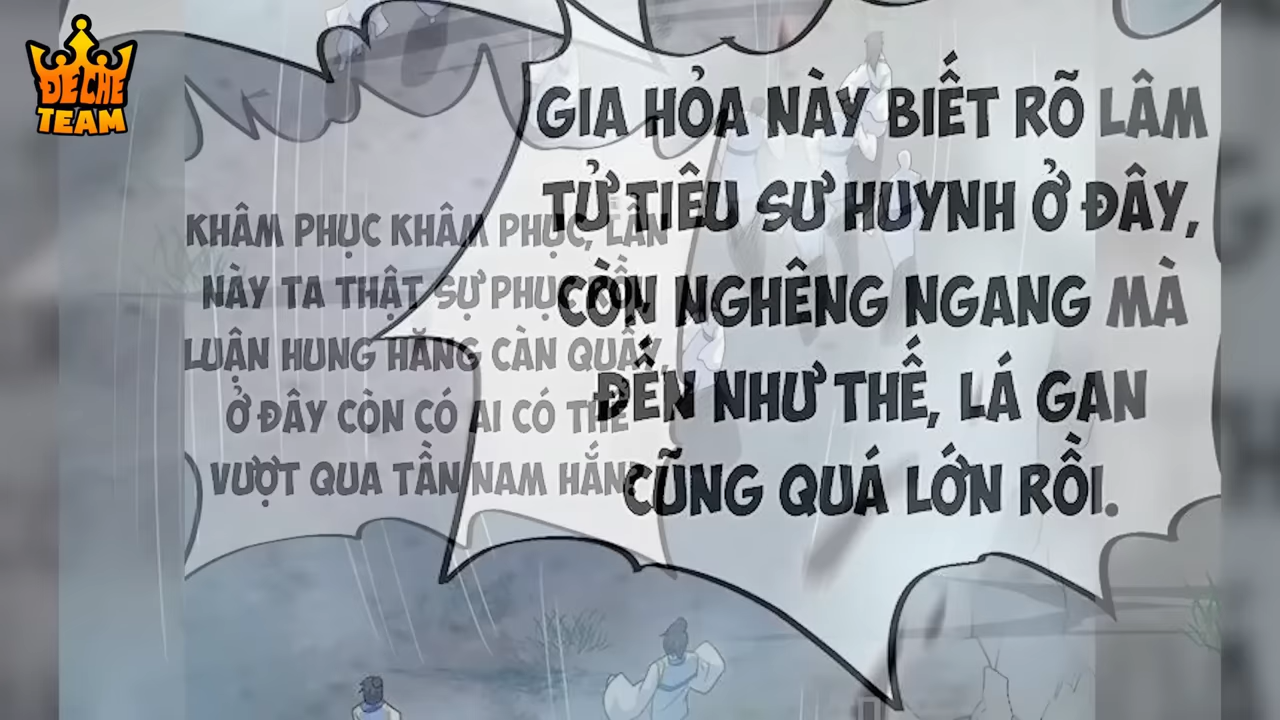 ĐẾ CHẾ
TEAM
KHÂM PHỤC KHÂM PHỤC, LẦN
NÀY TA THẬT SỰ PHỤC RỒI,
LUẬN HUNG HĂNG CÀN QUẤY,
Ở ĐÂY CÒN CÓ AI CÓ THỂ
VƯỢT QUA TẦN NAM HẮN
GIA HỎA NÀY BIẾT RÕ LÂM
TỬ TIÊU SƯ HUYNH Ở ĐÂY,
CÒN NGHÊNG NGANG MÀ
ĐẾN NHƯ THẾ, LÁ GAN
CŨNG QUÁ LỚN RỒI.